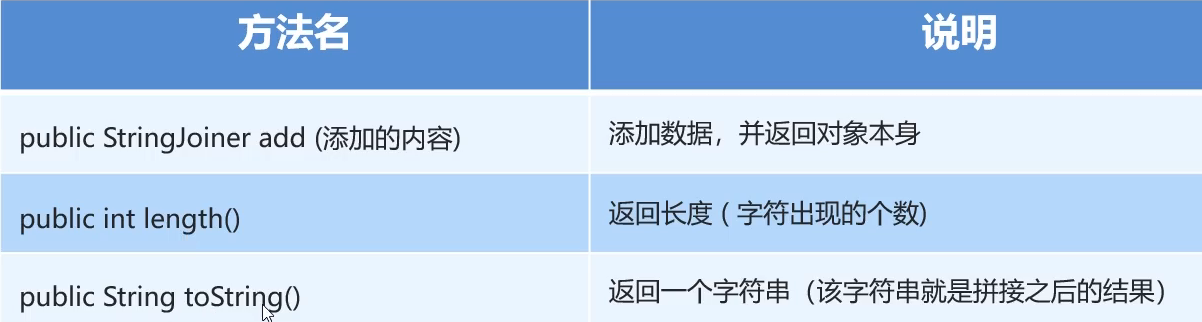 方法名 说明
public StringJoiner add (添加的内容) 添加数据，并返回对象本身
public int length() 返回长度 ( 字符出现的个数)
public String toString() 返回一个字符串（该字符串就是拼接之后的结果）